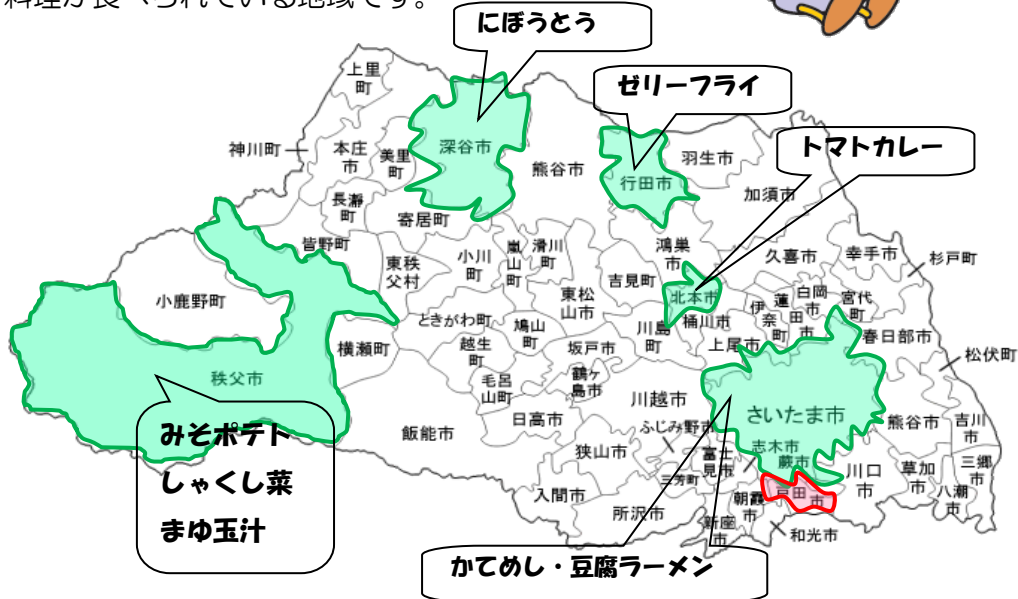 料理が食べられている地域です。
にぼうとう
ゼリーフライ
トマトカレー
上里
町
神川町
本庄
市
美里
町
深谷市
熊谷市
行田市
羽生市
加須市
長瀞
町
寄居町
皆野町
東秩
父村
小川
町
嵐
山
町
滑川
町
鴻巣
市
久喜市
幸手市
杉戸町
小鹿野町
吉見町
東松
山市
北本市
桶川市
伊
奈
町
蓮
田
市
白岡
市
宮代
町
ときがわ町
鳩山
町
川島
町
上尾市
春日部市
松伏町
横瀬町
越生
町
坂戸市
秩父市
毛呂
山町
鶴ヶ
島市
川越市
さいたま市
熊谷市
吉川
市
みそポテト
しゃくし菜
まゆ玉汁
飯能市
日高市
狭山市
ふじみ野市
富士
見市
志木市
蕨市
川口
市
草加
市
三郷
市
八潮
市
入間市
三芳町
朝霞
市
戸田
市
所沢市
新座
市
和光市
かてめし・豆腐ラーメン